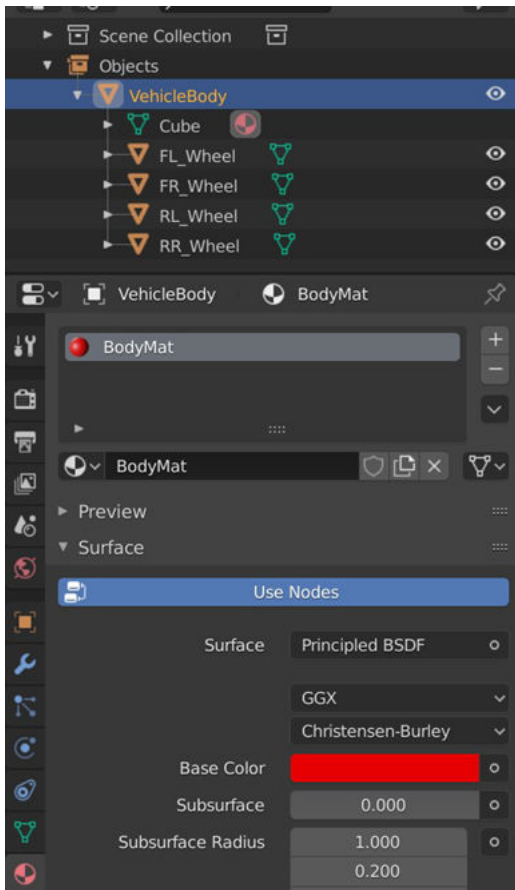 Scene Collection
Objects
VehicleBody
Cube
FL_Wheel
FR_Wheel
RL_Wheel
RR_Wheel
VehicleBody BodyMat
BodyMat
BodyMat
Preview
Surface
Use Nodes
Surface Principled BSDF
GGX
Christensen-Burley
Base Color
Subsurface 0.000
Subsurface Radius 1.000
0.200